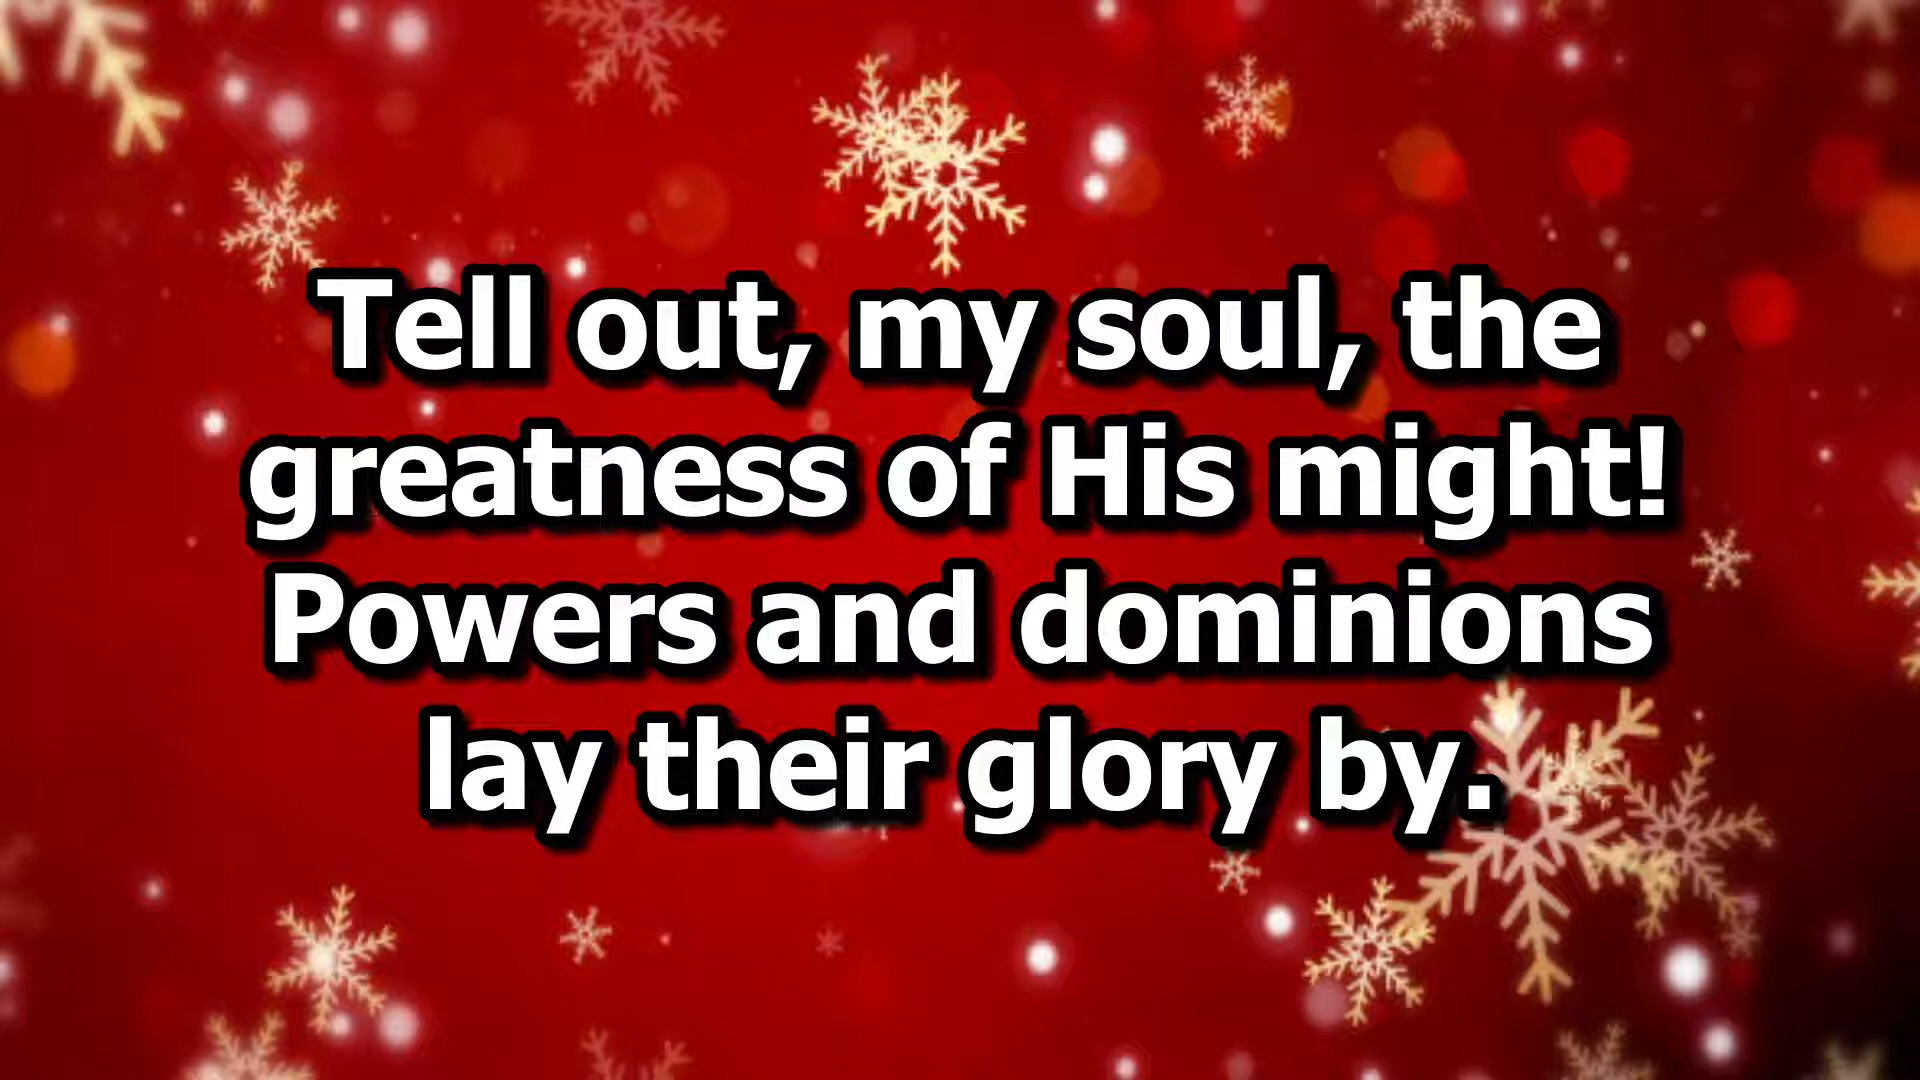 Tell out, my soul, the
greatness of His might!
Powers and dominions
lay their glory by.